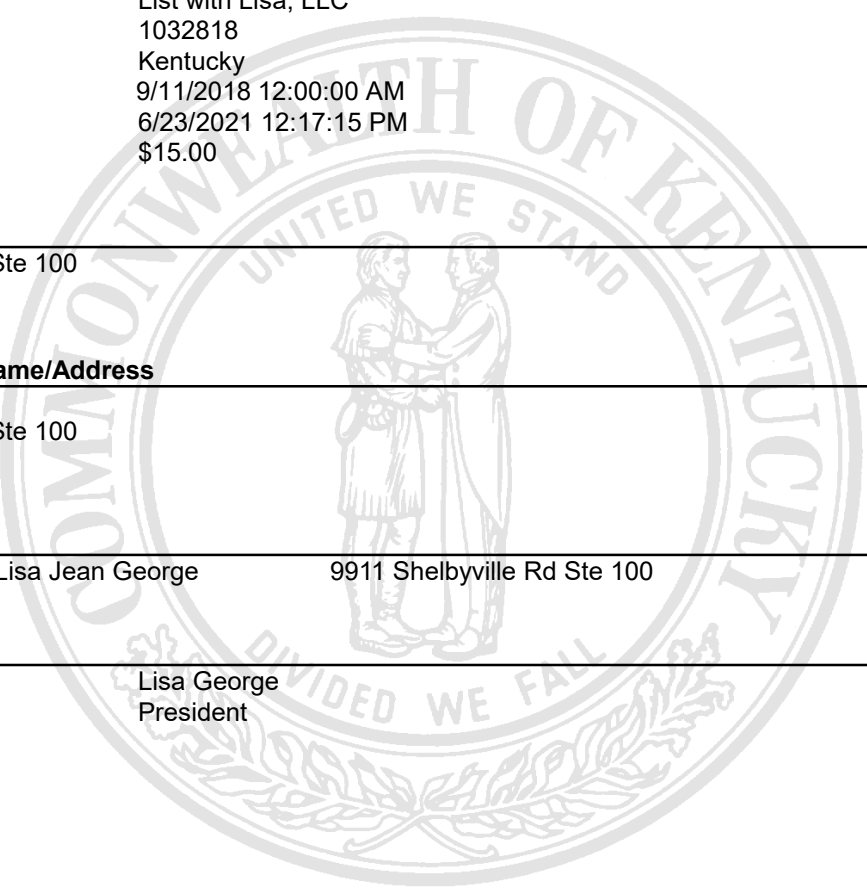 List with Lisa, LLC
1032818
Kentucky
9/11/2018 12:00:00 AM
6/23/2021 12:17:15 PM
$15.00
Ste 100
ame/Address
Ste 100
Lisa Jean George 9911 Shelbyville Rd Ste 100
Lisa George
President
COMMONWEALTH OF KENTUCKY
UNITED WE STAND
DIVIDED WE FALL